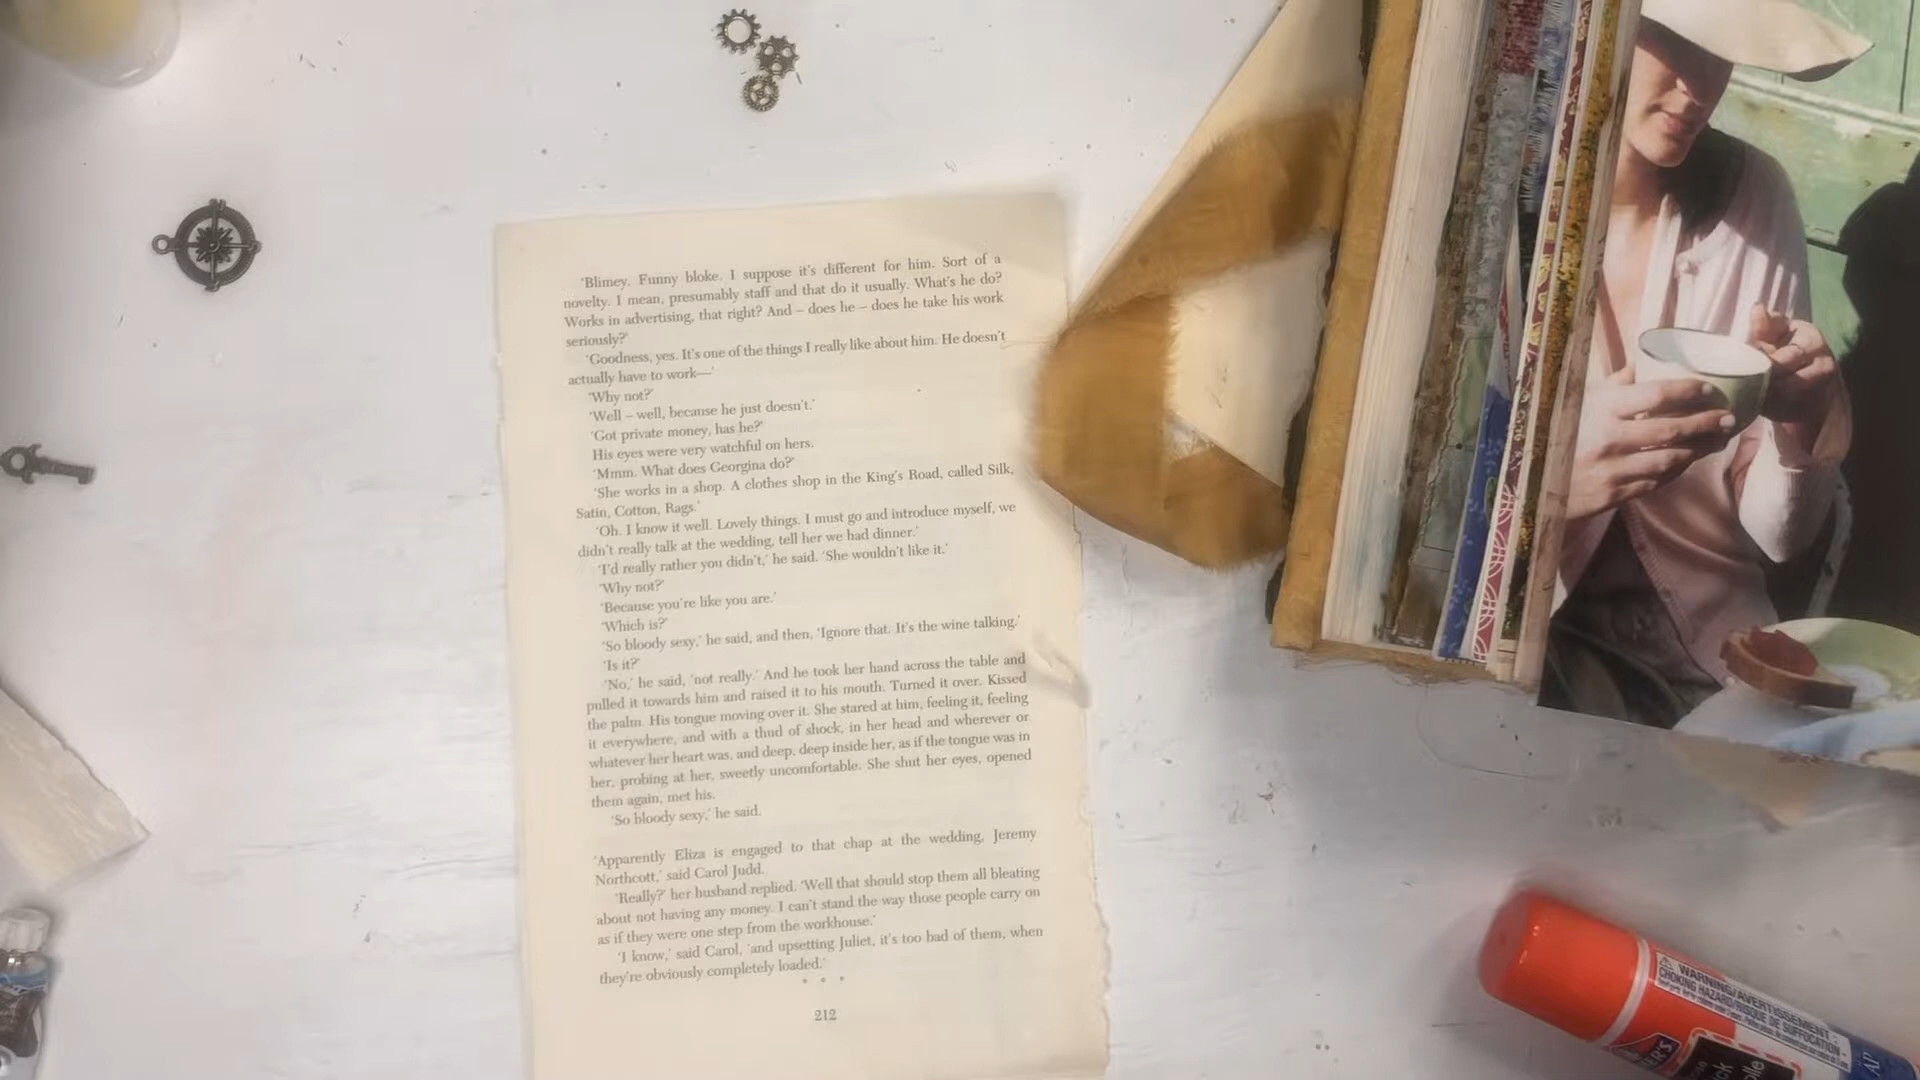 ‘Blimey. Funny bloke. I suppose it’s different for him. Sort of a
novelty. I mean, presumably staff and that do it usually. What’s he do?
Works in advertising, that right? And – does he – does he take his work
seriously?’
‘Goodness, yes. It’s one of the things I really like about him. He doesn’t
actually have to work—’
‘Why not?’
‘Well – well, because he just doesn’t.’
‘Got private money, has he?’
His eyes were very watchful on hers.
‘Mmm. What does Georgina do?’
‘She works in a shop. A clothes shop in the King’s Road, called Silk,
Satin, Cotton, Rags.’
‘Oh. I know it well. Lovely things. I must go and introduce myself, we
didn’t really talk at the wedding, tell her we had dinner.’
‘I’d really rather you didn’t,’ he said. ‘She wouldn’t like it.’
‘Why not?’
‘Because you’re like you are.’
‘Which is?’
‘So bloody sexy,’ he said, and then, ‘Ignore that. It’s the wine talking.’
‘Is it?’
‘No,’ he said, ‘not really.’ And he took her hand across the table and
pulled it towards him and raised it to his mouth. Turned it over. Kissed
the palm. His tongue moving over it. She stared at him, feeling it, feeling
it everywhere, and with a thud of shock, in her head and wherever or
whatever her heart was, and deep, deep inside her, as if the tongue was in
her, probing at her, sweetly uncomfortable. She shut her eyes, opened
them again, met his.
‘So bloody sexy,’ he said.
‘Apparently Eliza is engaged to that chap at the wedding, Jeremy
Northcott,’ said Carol Judd.
‘Really?’ her husband replied. ‘Well that should stop them all bleating
about not having any money. I can’t stand the way those people carry on
as if they were one step from the workhouse.’
‘I know,’ said Carol, ‘and upsetting Juliet, it’s too bad of them, when
they’re obviously completely loaded.’
• • •
212
WARNING/AVERTISSEMENT:
CHOKING HAZARD/RISQUE DE SUFFOCATION
AP